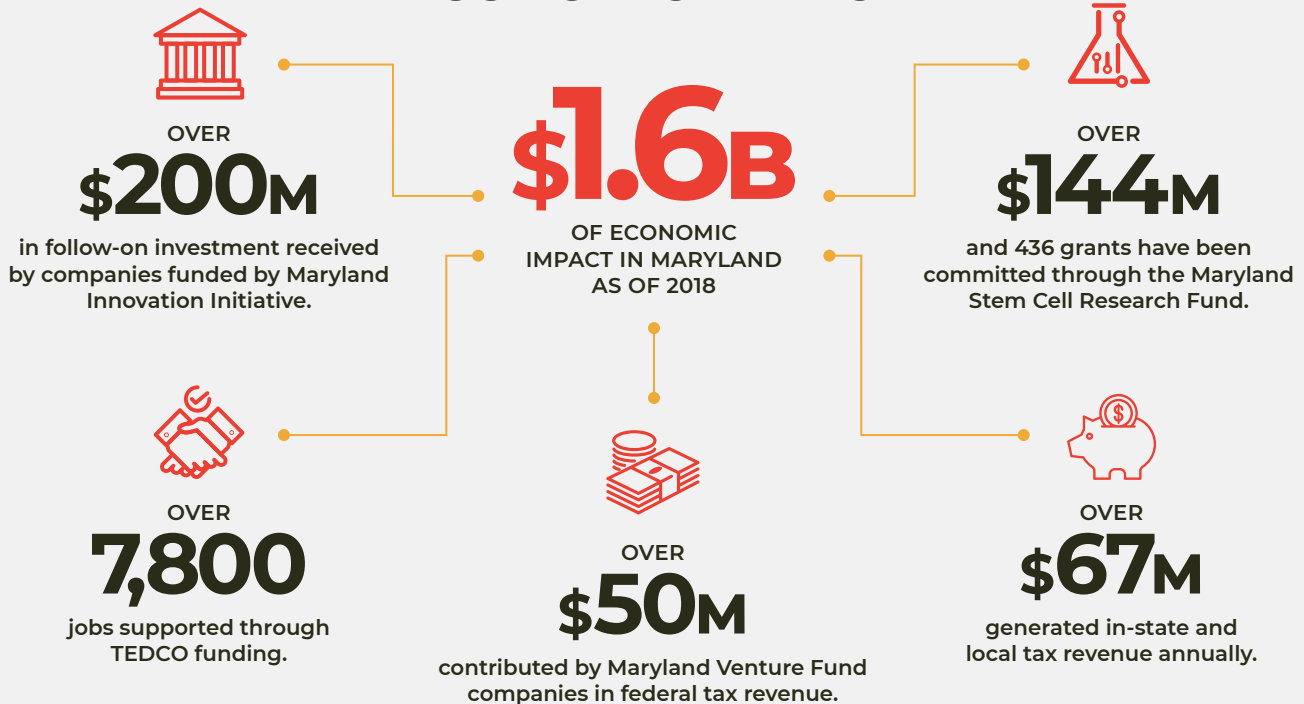 $1.6B
OF ECONOMIC
IMPACT IN MARYLAND
AS OF 2018
OVER
$200M
in follow-on investment received
by companies funded by Maryland
Innovation Initiative.
OVER
$144M
and 436 grants have been
committed through the Maryland
Stem Cell Research Fund.
OVER
7,800
jobs supported through
TEDCO funding.
OVER
$50M
contributed by Maryland Venture Fund
companies in federal tax revenue.
OVER
$67M
generated in-state and
local tax revenue annually.